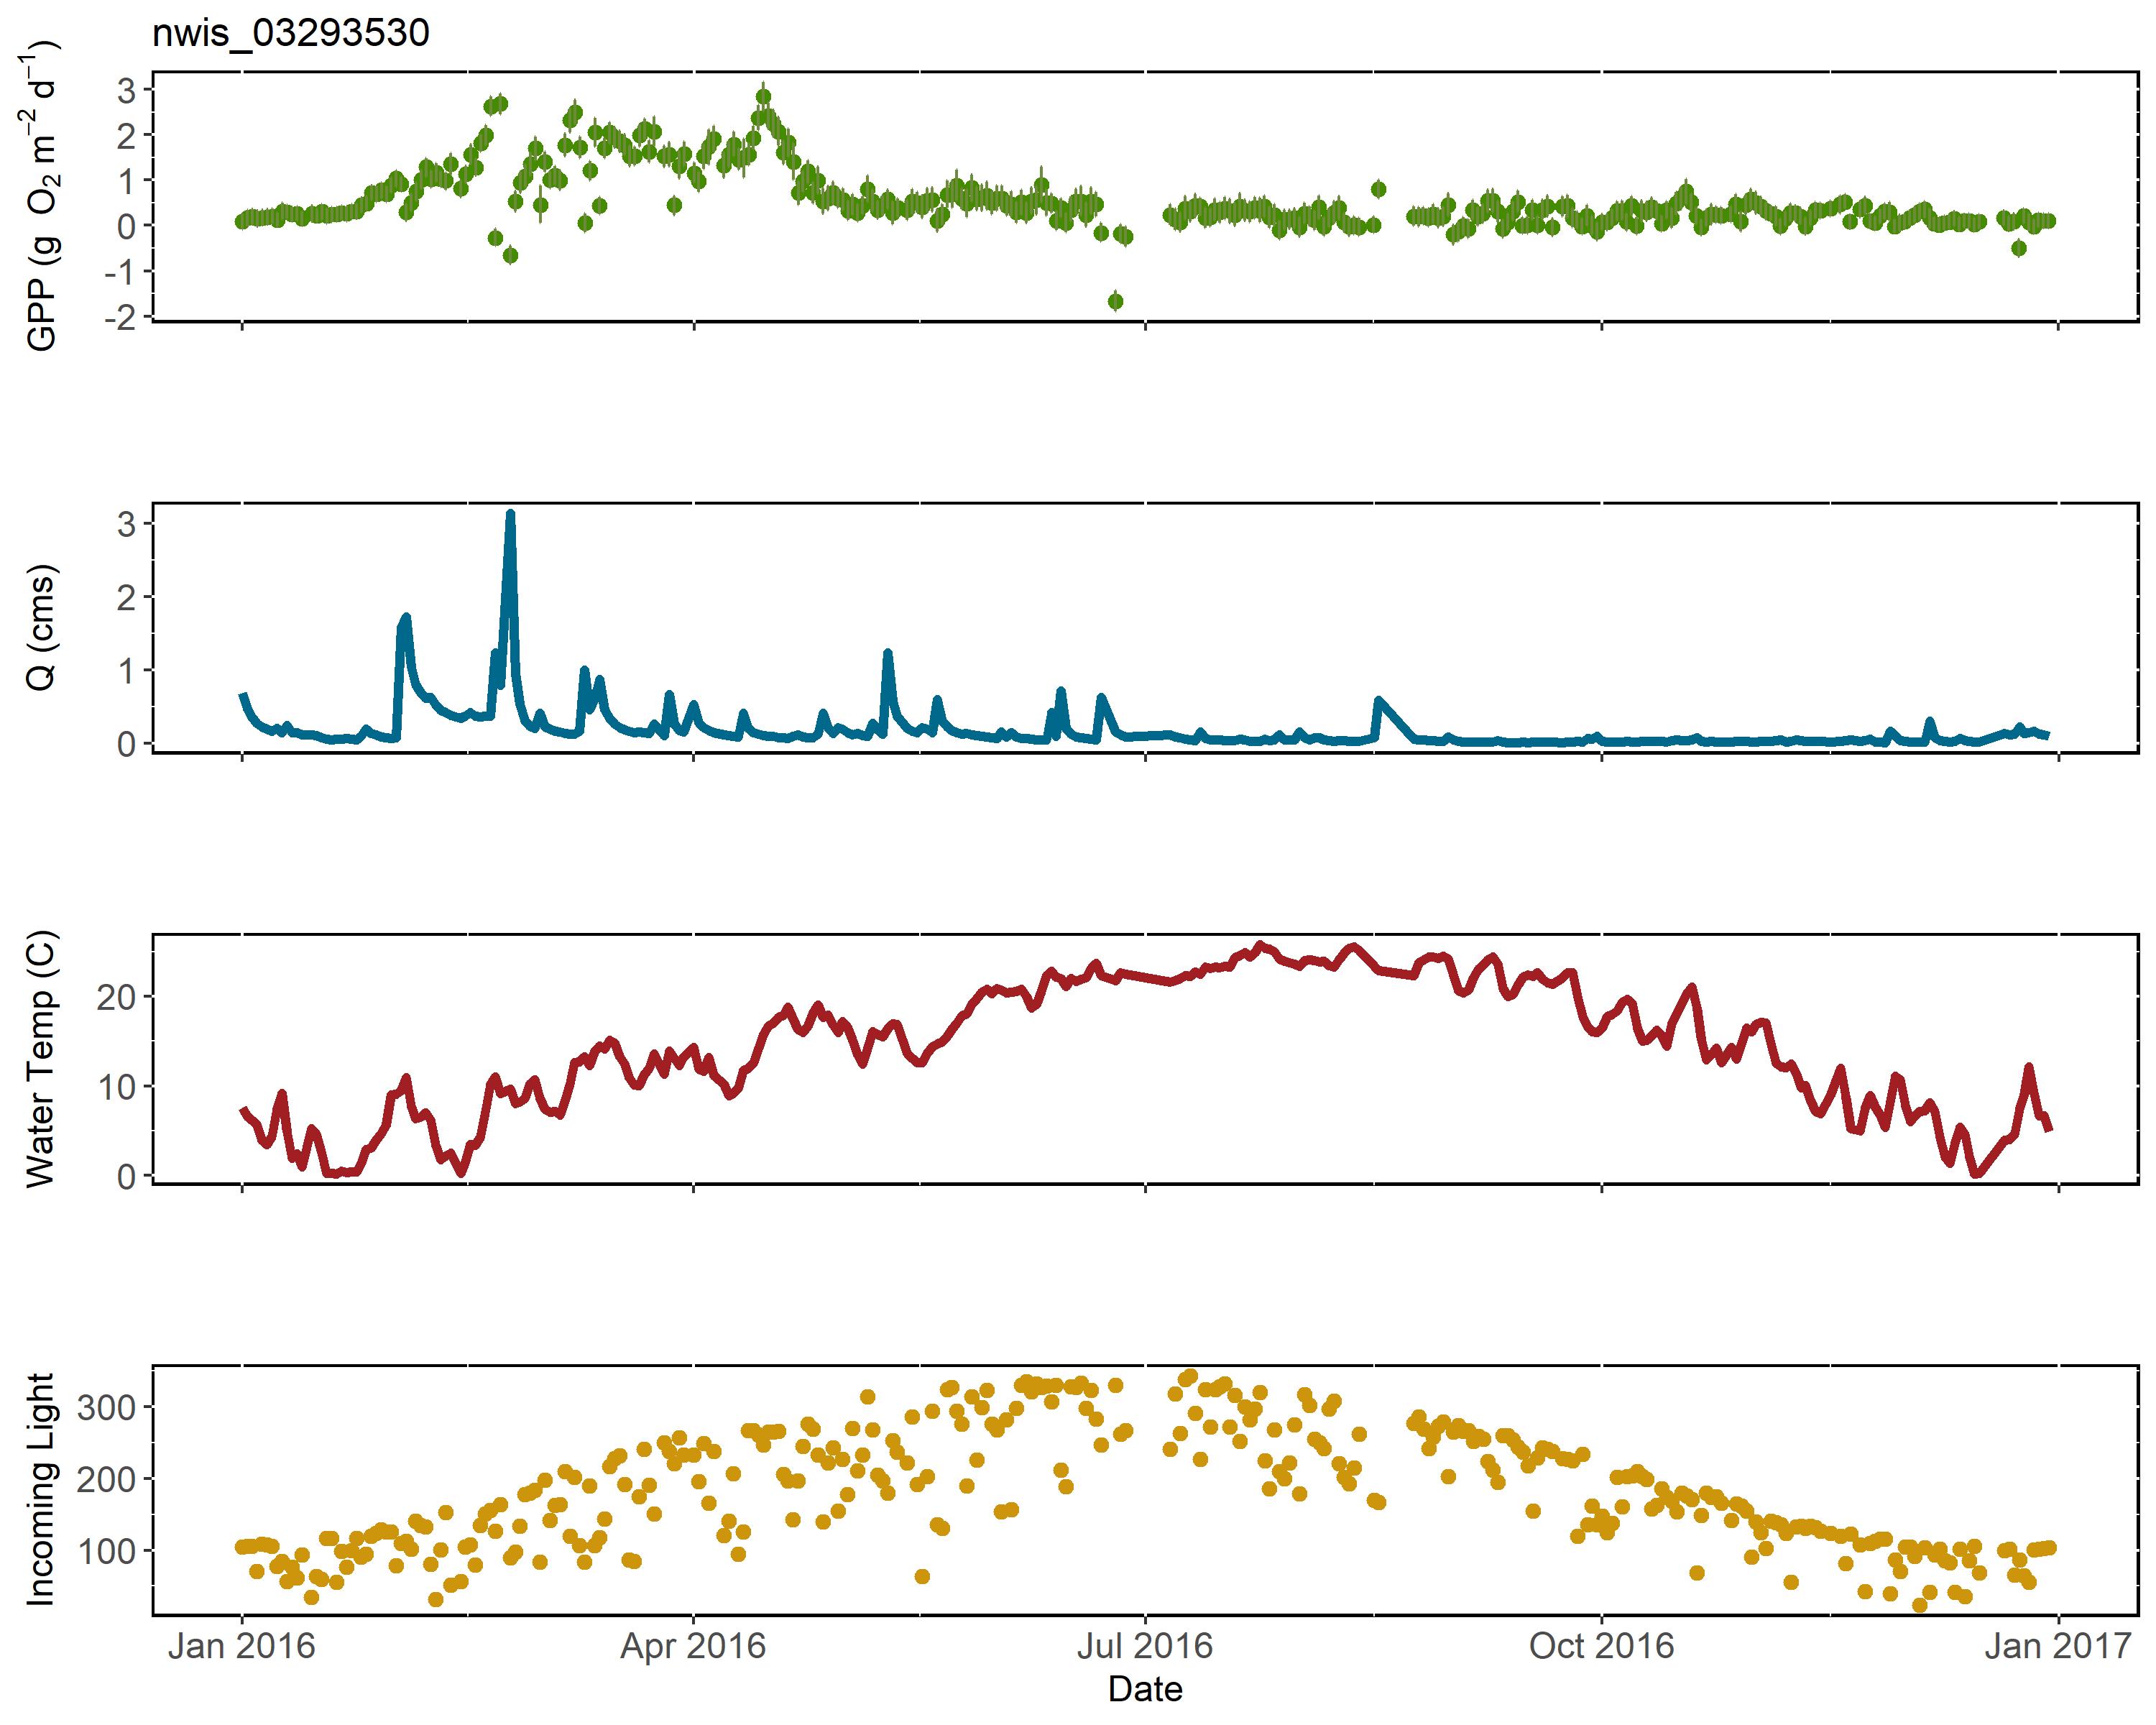 nwis_03293530
GPP (g O₂ m⁻² d⁻¹)
3
2
1
0
-1
-2
Q (cms)
3
2
1
0
Water Temp (C)
20
10
0
Incoming Light
300
200
100
Jan 2016 Apr 2016 Jul 2016 Oct 2016 Jan 2017
Date